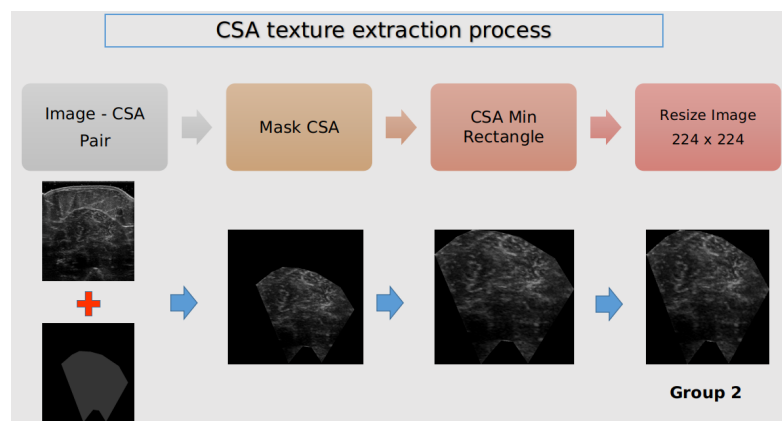 CSA texture extraction process
Image - CSA
Pair
Mask CSA
CSA Min
Rectangle
Resize Image
224 x 224
Group 2